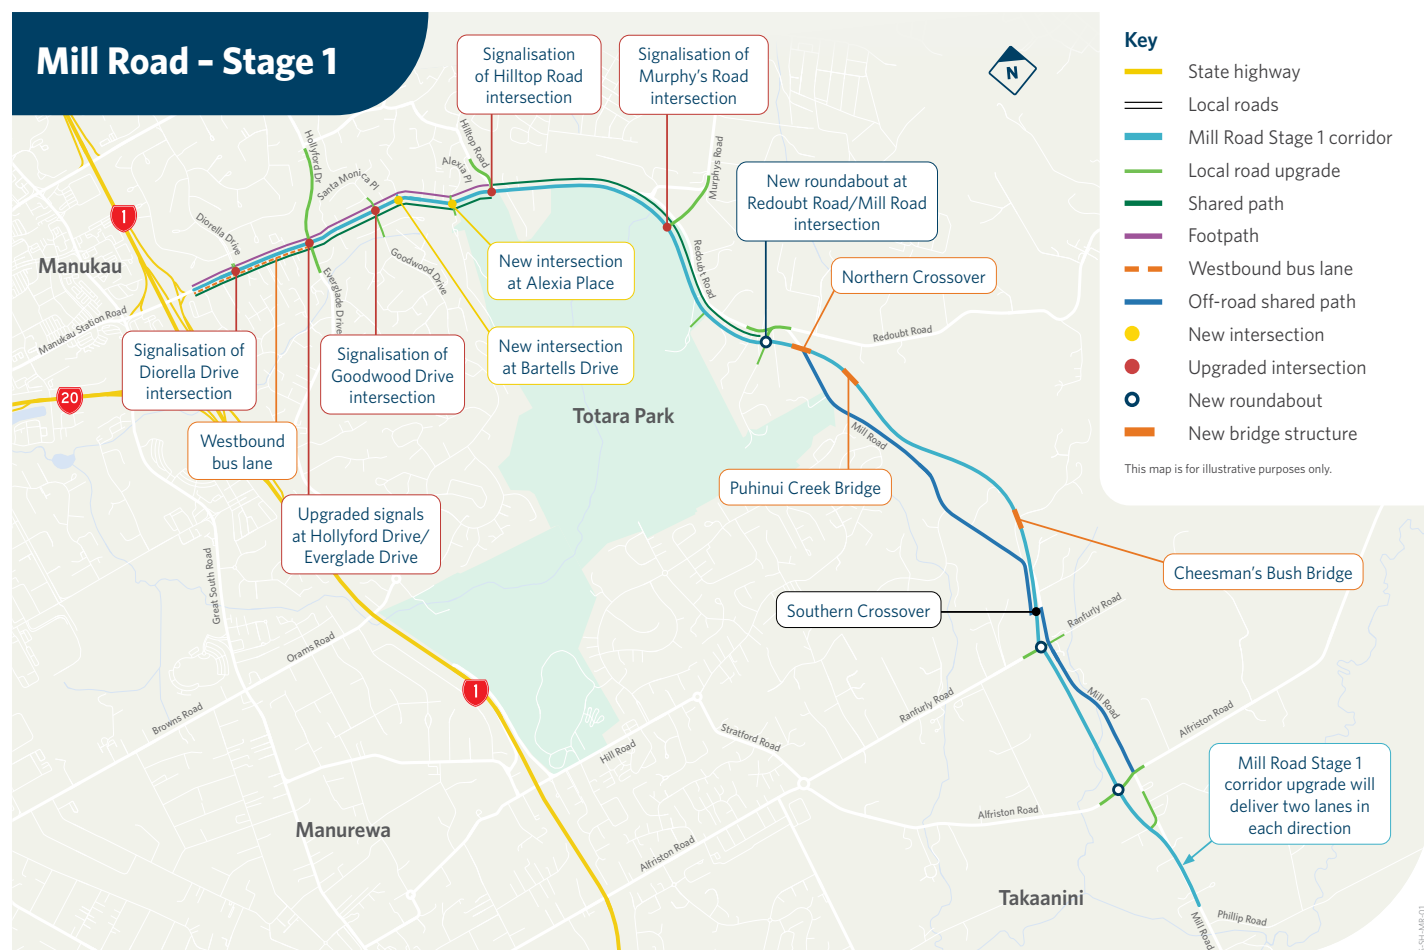 Mill Road – Stage 1
Signalisation
of Hilltop Road
intersection
Signalisation of
Murphy's Road
intersection
N
Key
State highway
Local roads
Mill Road Stage 1 corridor
Local road upgrade
Shared path
Footpath
Westbound bus lane
Off-road shared path
New intersection
Upgraded intersection
New roundabout
New bridge structure
This map is for illustrative purposes only.
Hollyford Dr
Santa Monica Pl
Alexia Pl
Hilltop Road
Murphys Road
New roundabout at
Redoubt Road/Mill Road
intersection
1
Diorella Drive
Manukau
Goodwood Drive
Everglade Drive
Redoubt Road
New intersection
at Alexia Place
Northern Crossover
Manukau Station Road
Redoubt Road
Signalisation of
Diorella Drive
intersection
Signalisation of
Goodwood Drive
intersection
New intersection
at Bartells Drive
20
Totara Park
Mill Road
Westbound
bus lane
Puhinui Creek Bridge
Upgraded signals
at Hollyford Drive/
Everglade Drive
Cheesman's Bush Bridge
Great South Road
Southern Crossover
Ranfurly Road
Orams Road
1
Browns Road
Ranfurly Road
Mill Road
Alfriston Road
Hill Road
Stratford Road
Mill Road Stage 1
corridor upgrade will
deliver two lanes in
each direction
Alfriston Road
Manurewa
Alfriston Road
Takaanini
Mill Road
Phillip Road